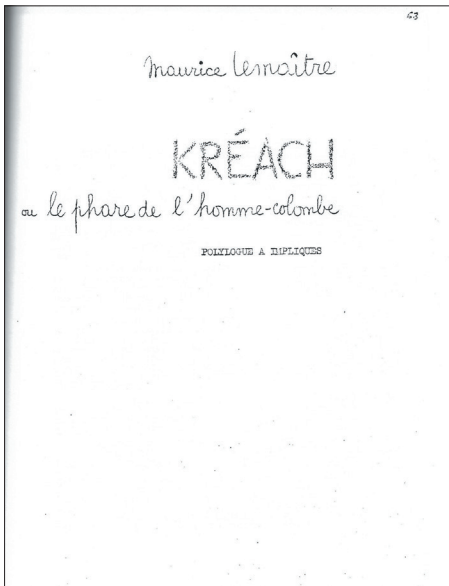 63
Maurice Lemaître
KRÉACH
ou le phare de l'homme-colombe
POLYLOGUE A IMPLIQUES